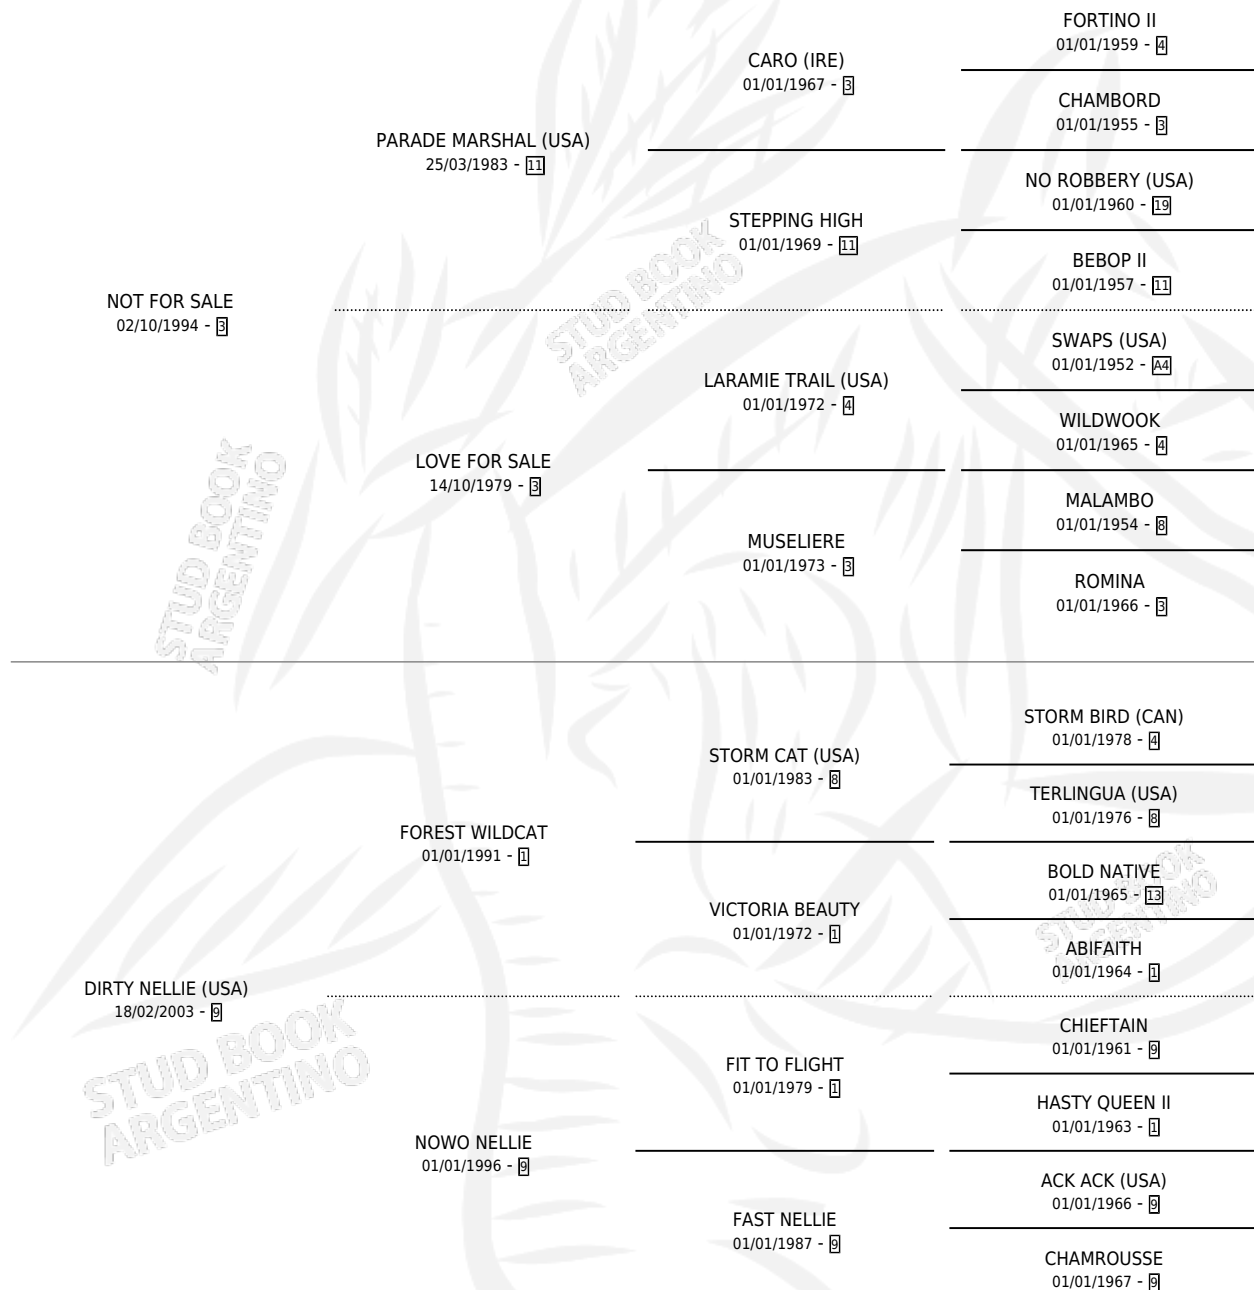 FORTINO II
01/01/1959 - 4
CARO (IRE)
01/01/1967 - 3
CHAMBORD
01/01/1955 - 3
PARADE MARSHAL (USA)
25/03/1983 - 11
NO ROBBERY (USA)
01/01/1960 - 19
STEPPING HIGH
01/01/1969 - 11
BEBOP II
01/01/1957 - 11
NOT FOR SALE
02/10/1994 - 3
SWAPS (USA)
01/01/1952 - A4
LARAMIE TRAIL (USA)
01/01/1972 - 4
WILDWOOK
01/01/1965 - 4
LOVE FOR SALE
14/10/1979 - 3
MALAMBO
01/01/1954 - 8
MUSELIERE
01/01/1973 - 3
ROMINA
01/01/1966 - 3
STORM BIRD (CAN)
01/01/1978 - 4
STORM CAT (USA)
01/01/1983 - 8
TERLINGUA (USA)
01/01/1976 - 8
FOREST WILDCAT
01/01/1991 - 1
BOLD NATIVE
01/01/1965 - 13
VICTORIA BEAUTY
01/01/1972 - 1
ABIFAITH
01/01/1964 - 1
DIRTY NELLIE (USA)
18/02/2003 - 9
CHIEFTAIN
01/01/1961 - 9
FIT TO FLIGHT
01/01/1979 - 1
HASTY QUEEN II
01/01/1963 - 1
NOWO NELLIE
01/01/1996 - 9
ACK ACK (USA)
01/01/1966 - 9
FAST NELLIE
01/01/1987 - 9
CHAMROUSSE
01/01/1967 - 9
STUD BOOK
ARGENTINO
STUD BOOK
ARGENTINO
STUD BOOK
ARGENTINO
STUD BOOK
ARGENTINO